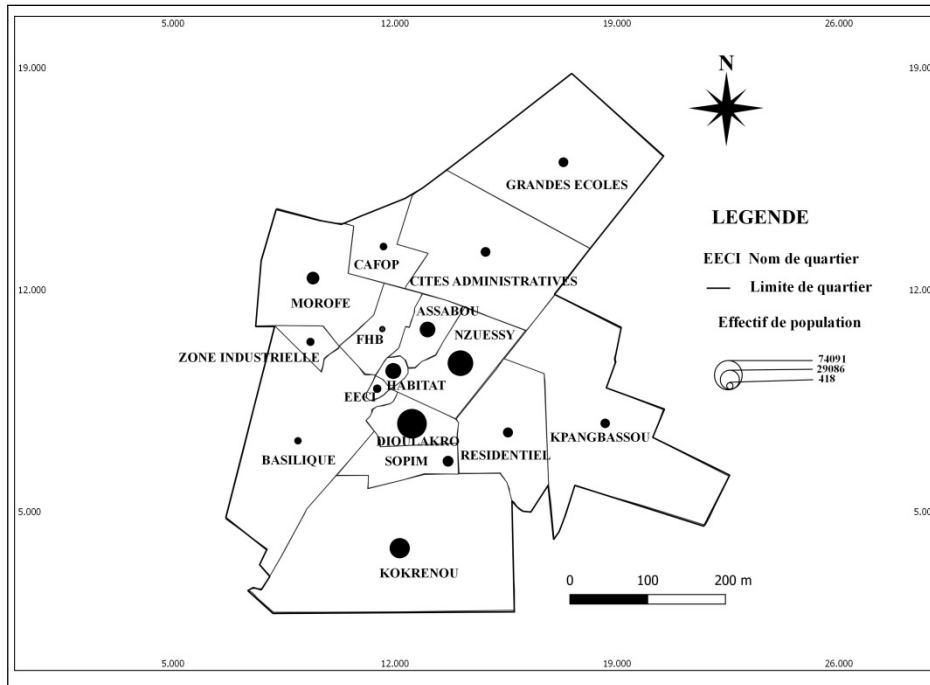 5.000 12.000 19.000 26.000
19.000 19.00
N
GRANDES ECOLES
LEGENDE
CAFOP
EECI Nom de quartier
CITES ADMINISTRATIVES
Limite de quartier
12.000 12.00
MOROFE
ASSABOU
Effectif de population
NZUESSY
FHB
ZONE INDUSTRIELLE
74091
29086
418
HABITAT
EECI
DIOULAKRO
KPANGBASSOU
BASILIQUE
SOPIM
RESIDENTIEL
5.000 5.00
KOKRENOU
0 100 200 m
5.000 12.000 19.000 26.000